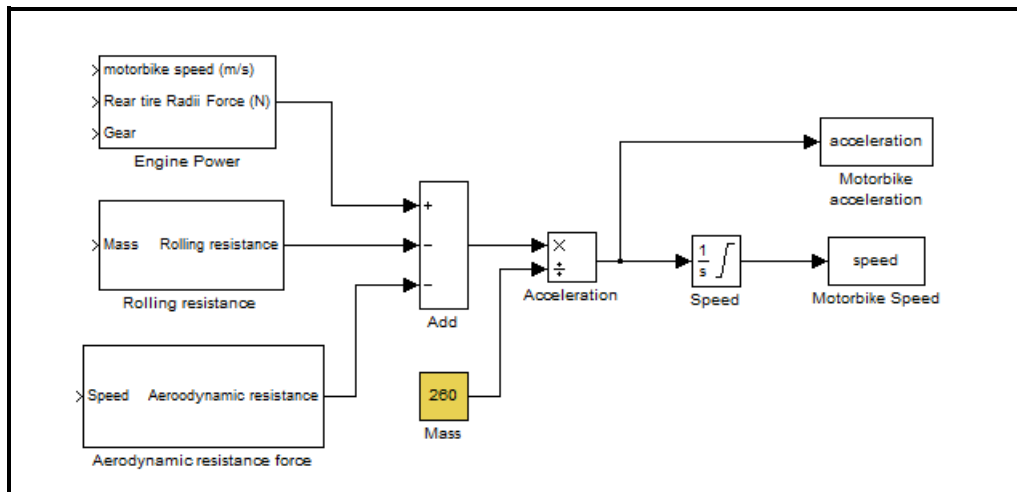 motorbike speed (m/s)
Rear tire Radii Force (N)
Gear
Engine Power
Mass Rolling resistance
Rolling resistance
Speed Aeroodynamic resistance
Aerodynamic resistance force
+
−
−
Add
260
Mass
×
÷
Acceleration
1
s
Speed
acceleration
Motorbike
acceleration
speed
Motorbike Speed